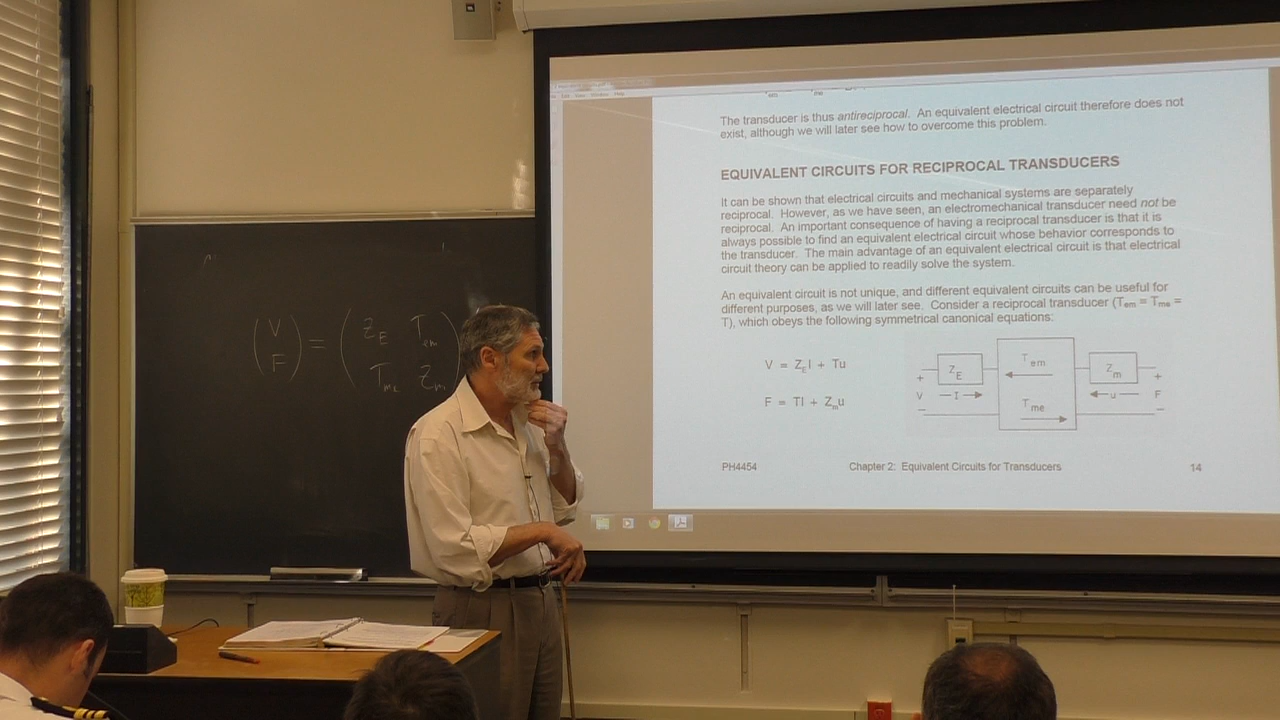 The transducer is thus antireciprocal. An equivalent electrical circuit therefore does not
exist, although we will later see how to overcome this problem.
EQUIVALENT CIRCUITS FOR RECIPROCAL TRANSDUCERS
It can be shown that electrical circuits and mechanical systems are separately
reciprocal. However, as we have seen, an electromechanical transducer need not be
reciprocal. An important consequence of having a reciprocal transducer is that it is
always possible to find an equivalent electrical circuit whose behavior corresponds to
the transducer. The main advantage of an equivalent electrical circuit is that electrical
circuit theory can be applied to readily solve the system.
An equivalent circuit is not unique, and different equivalent circuits can be useful for
different purposes, as we will later see. Consider a reciprocal transducer (Tem = Tme =
T), which obeys the following symmetrical canonical equations:
V = ZEI + Tu
F = TI + Zmu
+ ZE Tem Zm +
V I u F
− Tme −
PH4454 Chapter 2: Equivalent Circuits for Transducers 14
V = ZE Tem
F Tme Zm